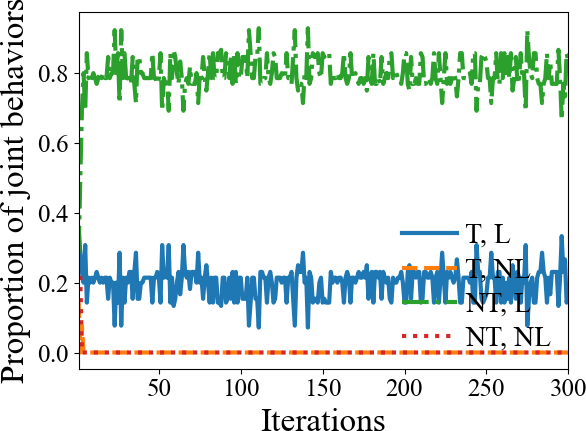 Proportion of joint behaviors
0.8
0.6
0.4
0.2
0.0
T, L
T, NL
NT, L
NT, NL
50
100
150
200
250
300
Iterations